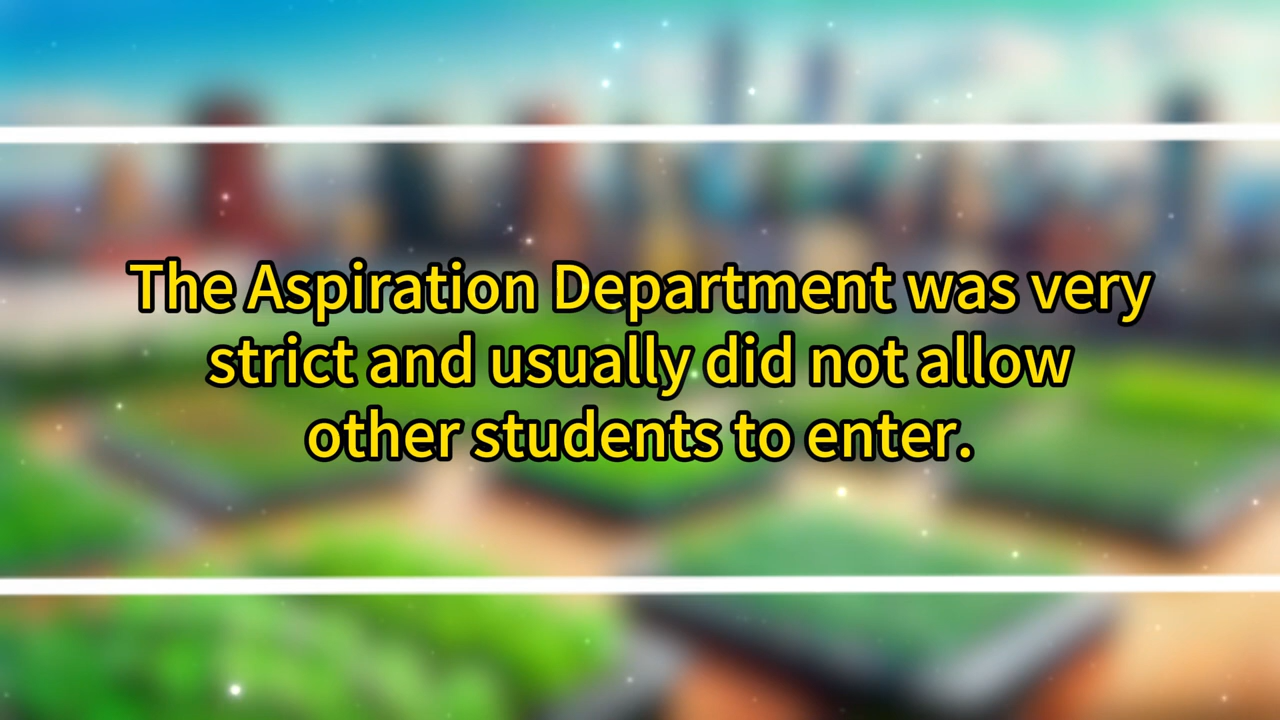 The Aspiration Department was very
strict and usually did not allow
other students to enter.